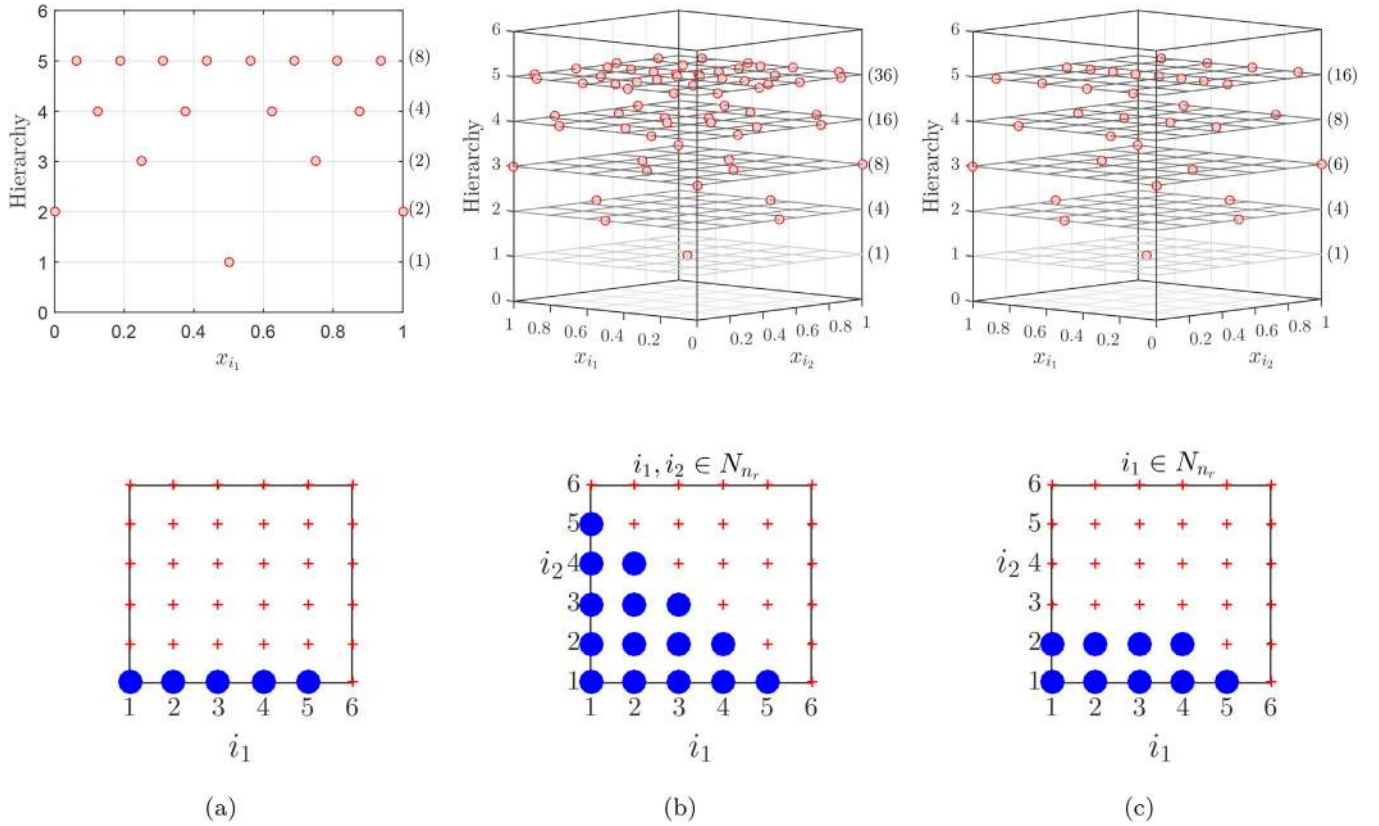 6
5
4
3
2
1
0
Hierarchy
(8)
(4)
(2)
(2)
(1)
0 0.2 0.4 0.6 0.8 1
x_{i_1}
6
5
4
3
2
1
0
Hierarchy
(36)
(16)
(8)
(4)
(1)
1 0.8 0.6 0.4 0.2 0 0.2 0.4 0.6 0.8 1
x_{i_1} x_{i_2}
6
5
4
3
2
1
0
Hierarchy
(16)
(8)
(6)
(4)
(1)
1 0.8 0.6 0.4 0.2 0 0.2 0.4 0.6 0.8 1
x_{i_1} x_{i_2}
1 2 3 4 5 6
i_1
i_1, i_2 ∈ N_{n_r}
6
5
i_2 4
3
2
1
1 2 3 4 5 6
i_1
i_1 ∈ N_{n_r}
6
5
i_2 4
3
2
1
1 2 3 4 5 6
i_1
(a) (b) (c)